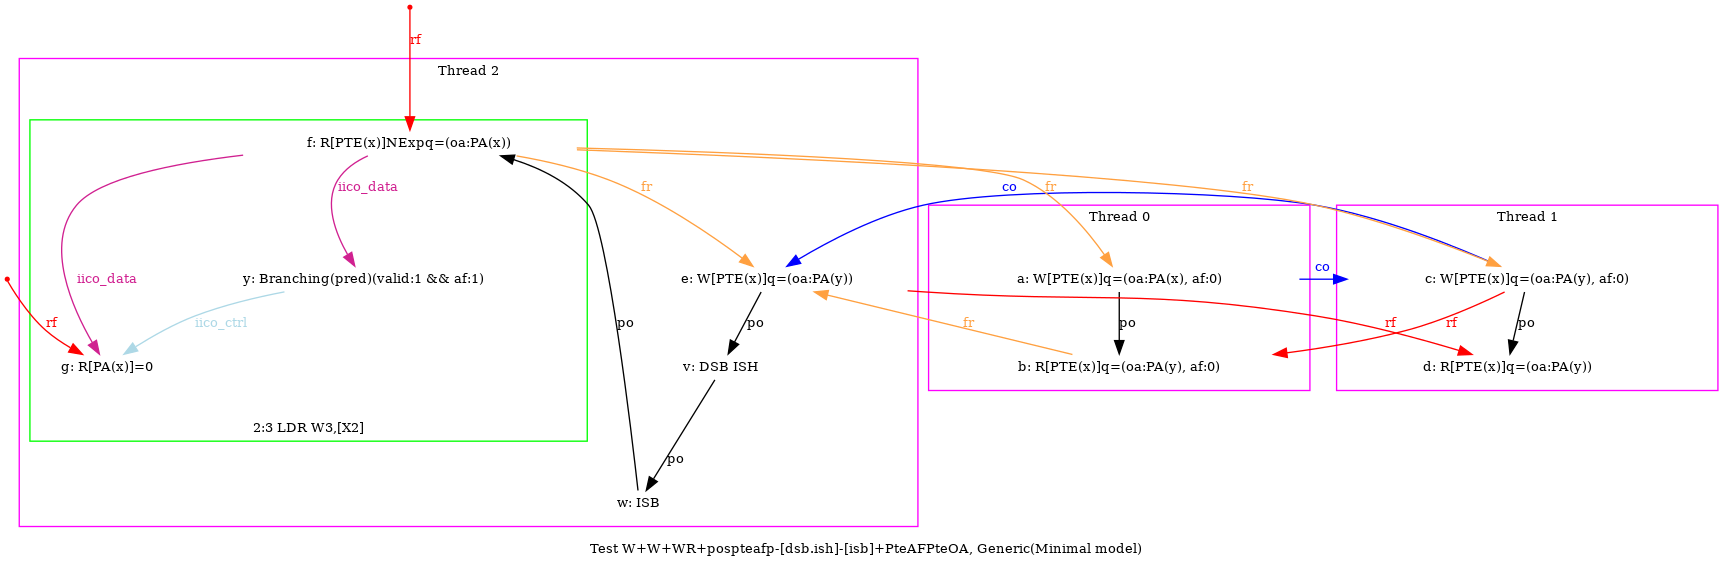 rf
Thread 2
f: R[PTE(x)]NExpq=(oa:PA(x))
iico_data
fr
fr
fr
co
Thread 0
Thread 1
iico_data
y: Branching(pred)(valid:1 && af:1)
e: W[PTE(x)]q=(oa:PA(y))
a: W[PTE(x)]q=(oa:PA(x), af:0)
co
c: W[PTE(x)]q=(oa:PA(y), af:0)
rf
iico_ctrl
po
po
fr
po
rf
rf
po
g: R[PA(x)]=0
v: DSB ISH
b: R[PTE(x)]q=(oa:PA(y), af:0)
d: R[PTE(x)]q=(oa:PA(y))
2:3 LDR W3,[X2]
po
w: ISB
Test W+W+WR+pospteafp-[dsb.ish]-[isb]+PteAFPteOA, Generic(Minimal model)